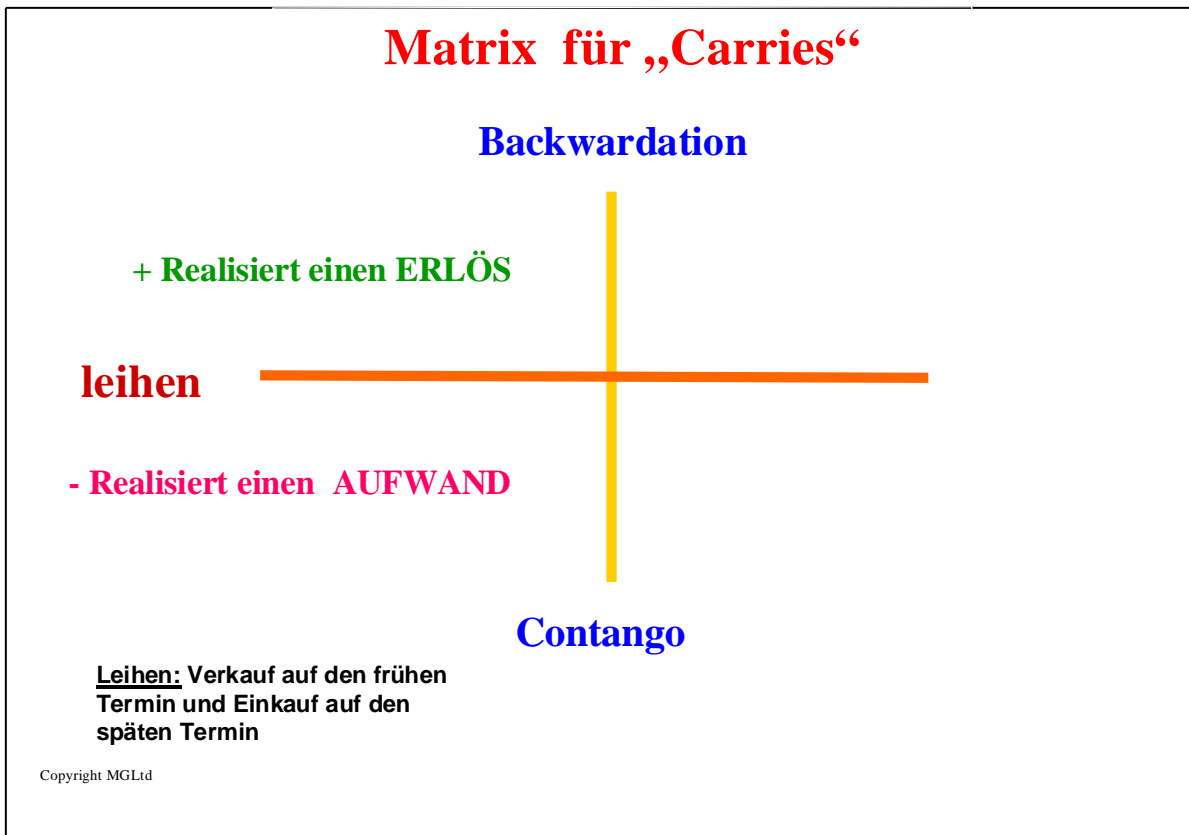 Matrix für „Carries“
Backwardation
+ Realisiert einen ERLÖS
leihen
- Realisiert einen AUFWAND
Contango
Leihen: Verkauf auf den frühen
Termin und Einkauf auf den
späten Termin
Copyright MGLtd